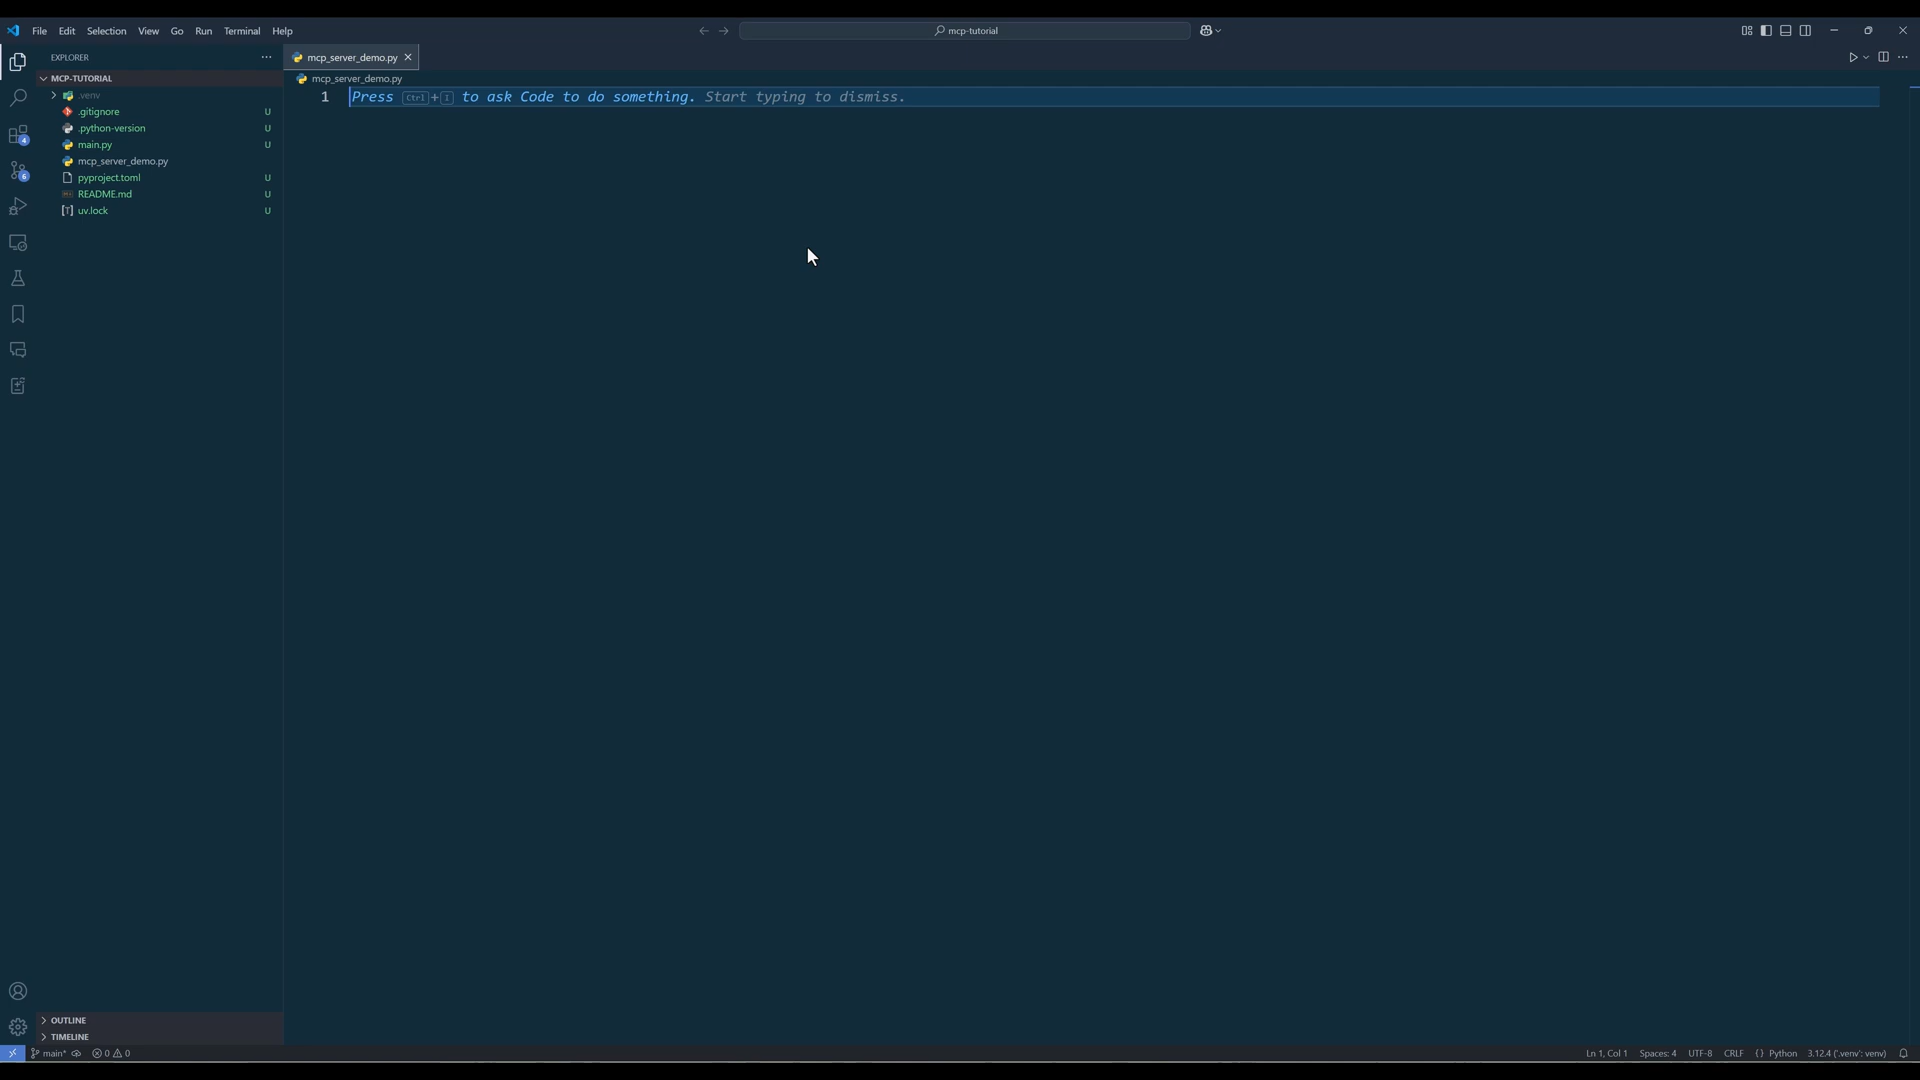 File Edit Selection View Go Run Terminal Help
mcp-tutorial
EXPLORER
MCP-TUTORIAL
.venv
.gitignore U
.python-version U
main.py U
mcp_server_demo.py
pyproject.toml U
README.md U
uv.lock U
4
6
OUTLINE
TIMELINE
mcp_server_demo.py
mcp_server_demo.py
1 Press Ctrl+I to ask Code to do something. Start typing to dismiss.
main* 0 0 Ln 1, Col 1 Spaces: 4 UTF-8 CRLF {} Python 3.12.4 ('.venv': venv)